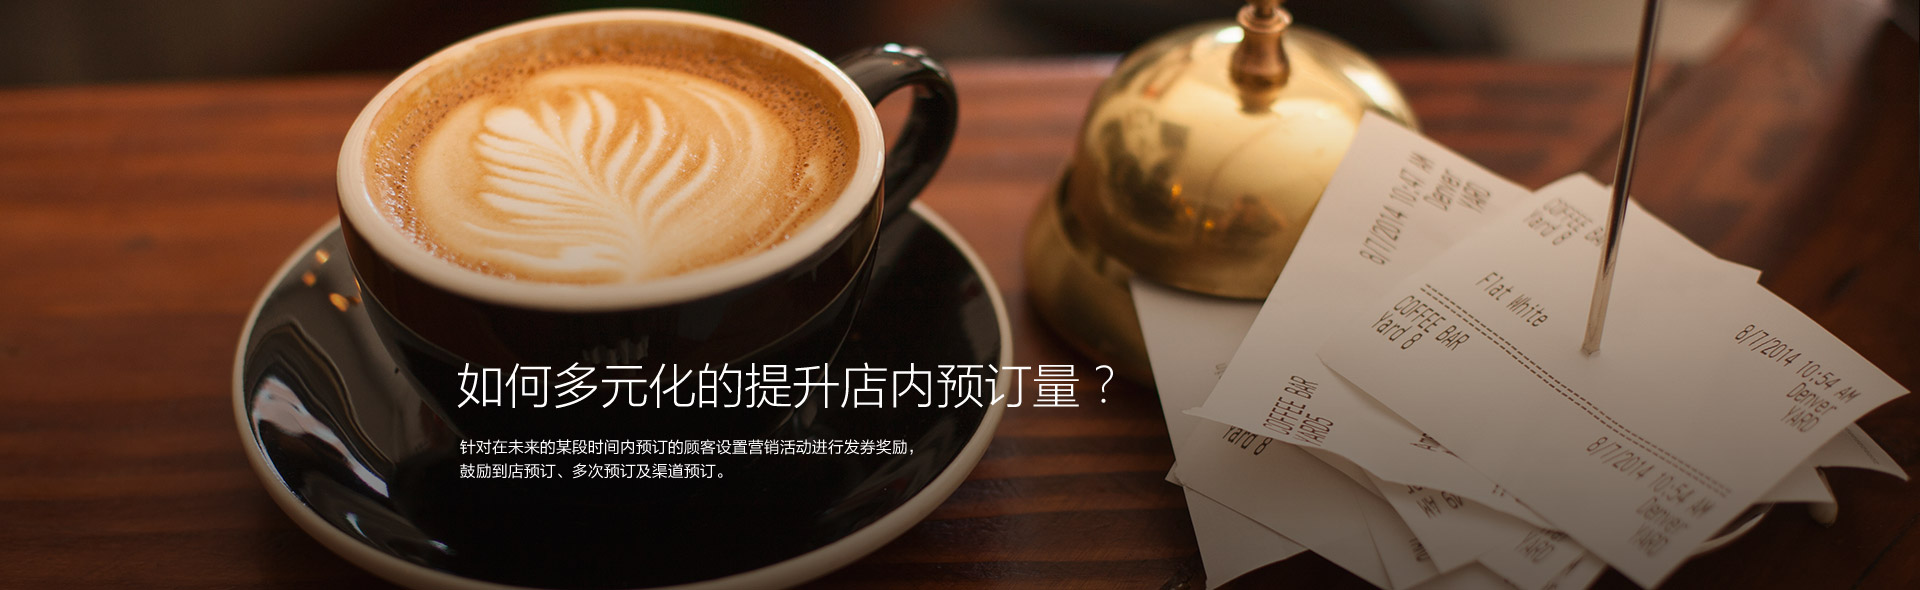 如何多元化的提升店内预订量？
针对在未来的某段时间内预订的顾客设置营销活动进行发券奖励，
鼓励到店预订、多次预订及渠道预订。
8/7/2014 10:47 AM
Denver
YARD
COFFEE BAR
Yard 8
Flat White
COFFEE BAR
Yard 8
8/7/2014 10:54 AM
Denver
YARD
8/7/2014 10:54 AM
Denver
YARD
COFFEE BAR
YARD5
Yard 8
YARD